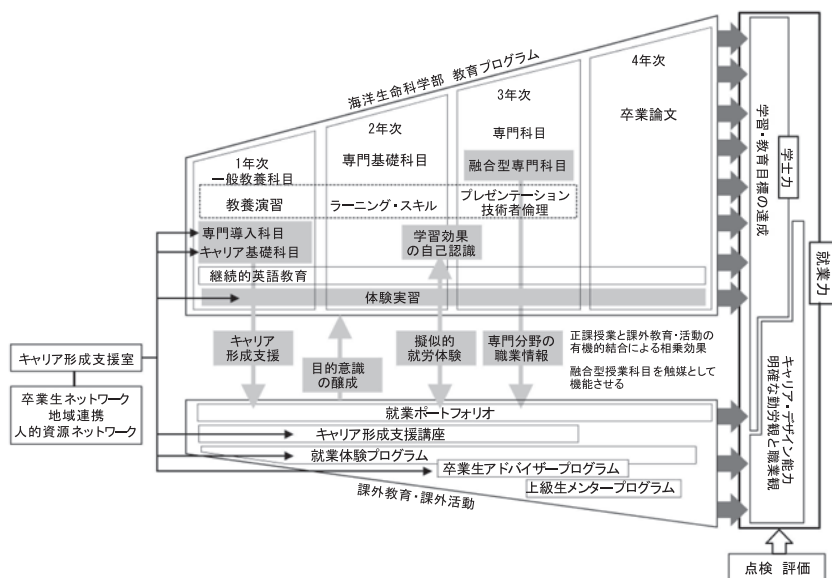 海洋生命科学部 教育プログラム
1年次
一般教養科目
教養演習
専門導入科目
キャリア基礎科目
2年次
専門基礎科目
ラーニング・スキル
3年次
専門科目
融合型専門科目
プレゼンテーション
技術者倫理
4年次
卒業論文
学習効果
の自己認識
継続的英語教育
体験実習
キャリア
形成支援
目的意識
の醸成
擬似的
就労体験
専門分野の
職業情報
正課授業と課外教育・活動の
有機的結合による相乗効果
融合型授業科目を触媒として
機能させる
キャリア形成支援室
卒業生ネットワーク
地域連携
人的資源ネットワーク
就業ポートフォリオ
キャリア形成支援講座
就業体験プログラム
卒業生アドバイザープログラム
上級生メンタープログラム
課外教育・課外活動
学習・教育目標の達成
学士力
就業力
キャリア・デザイン能力
明確な勤労観と職業観
点検 評価